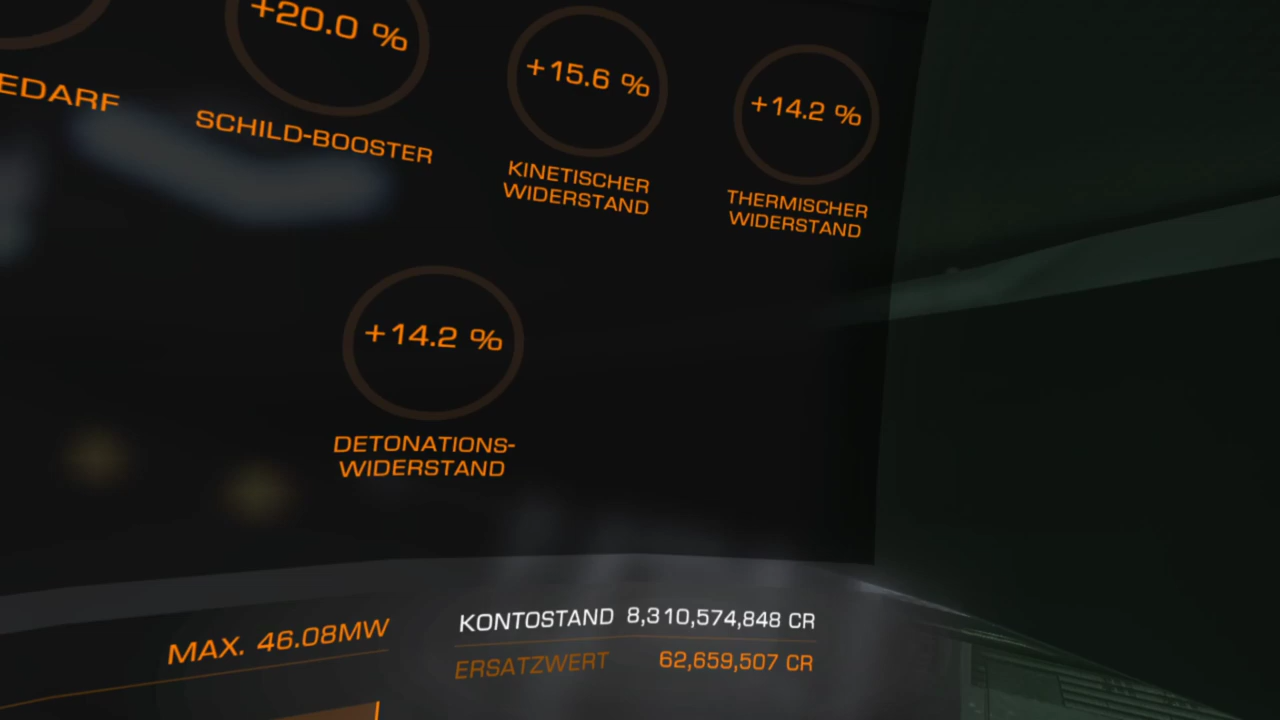 +20.0 %
+15.6 %
+14.2 %
SCHILD-BOOSTER
KINETISCHER
WIDERSTAND
THERMISCHER
WIDERSTAND
+14.2 %
DETONATIONS-
WIDERSTAND
MAX. 46.08MW
KONTOSTAND 8,310,574,848 CR
ERSATZWERT 62,659,507 CR